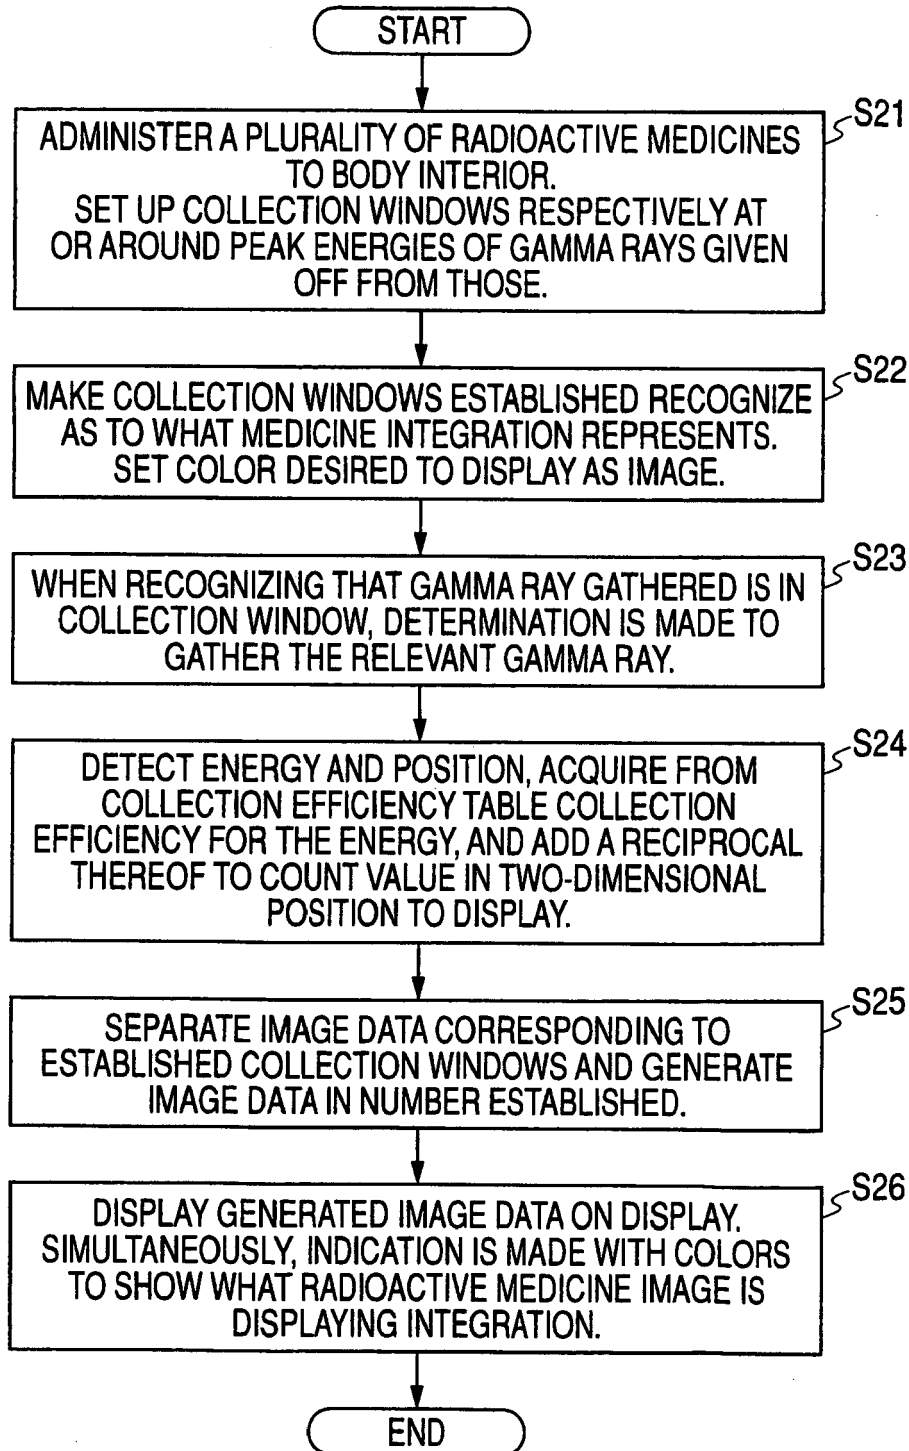 START
S21
ADMINISTER A PLURALITY OF RADIOACTIVE MEDICINES
TO BODY INTERIOR.
SET UP COLLECTION WINDOWS RESPECTIVELY AT
OR AROUND PEAK ENERGIES OF GAMMA RAYS GIVEN
OFF FROM THOSE.
S22
MAKE COLLECTION WINDOWS ESTABLISHED RECOGNIZE
AS TO WHAT MEDICINE INTEGRATION REPRESENTS.
SET COLOR DESIRED TO DISPLAY AS IMAGE.
S23
WHEN RECOGNIZING THAT GAMMA RAY GATHERED IS IN
COLLECTION WINDOW, DETERMINATION IS MADE TO
GATHER THE RELEVANT GAMMA RAY.
S24
DETECT ENERGY AND POSITION, ACQUIRE FROM
COLLECTION EFFICIENCY TABLE COLLECTION
EFFICIENCY FOR THE ENERGY, AND ADD A RECIPROCAL
THEREOF TO COUNT VALUE IN TWO-DIMENSIONAL
POSITION TO DISPLAY.
S25
SEPARATE IMAGE DATA CORRESPONDING TO
ESTABLISHED COLLECTION WINDOWS AND GENERATE
IMAGE DATA IN NUMBER ESTABLISHED.
S26
DISPLAY GENERATED IMAGE DATA ON DISPLAY.
SIMULTANEOUSLY, INDICATION IS MADE WITH COLORS
TO SHOW WHAT RADIOACTIVE MEDICINE IMAGE IS
DISPLAYING INTEGRATION.
END